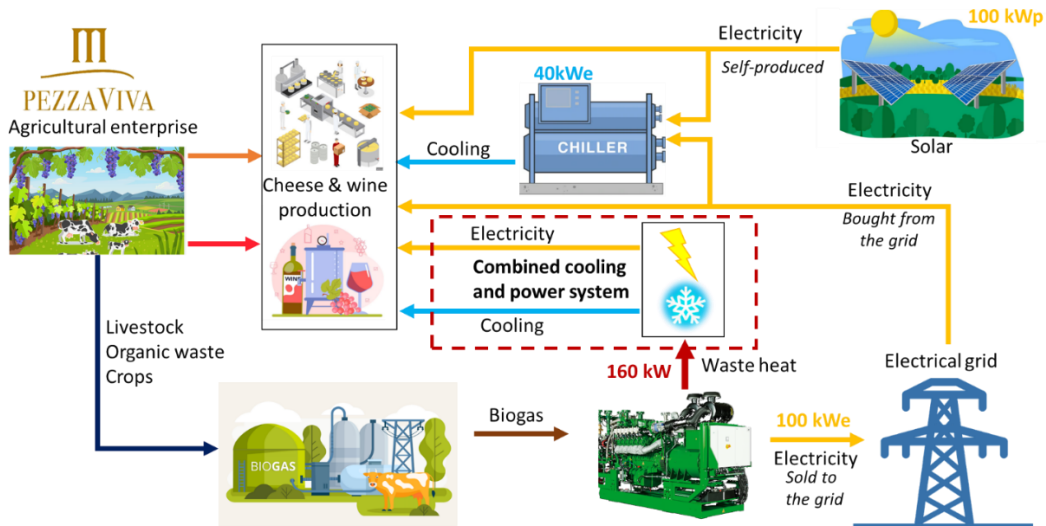 PEZZAVIVA
Agricultural enterprise
Cheese & wine
production
WINE
Livestock
Organic waste
Crops
BIOGAS
Biogas
Electricity
Self-produced
100 kWp
Solar
40kWe
CHILLER
Cooling
Electricity
Bought from
the grid
Electricity
Combined cooling
and power system
Cooling
160 kW
Waste heat
100 kWe
Electricity
Sold to
the grid
Electrical grid